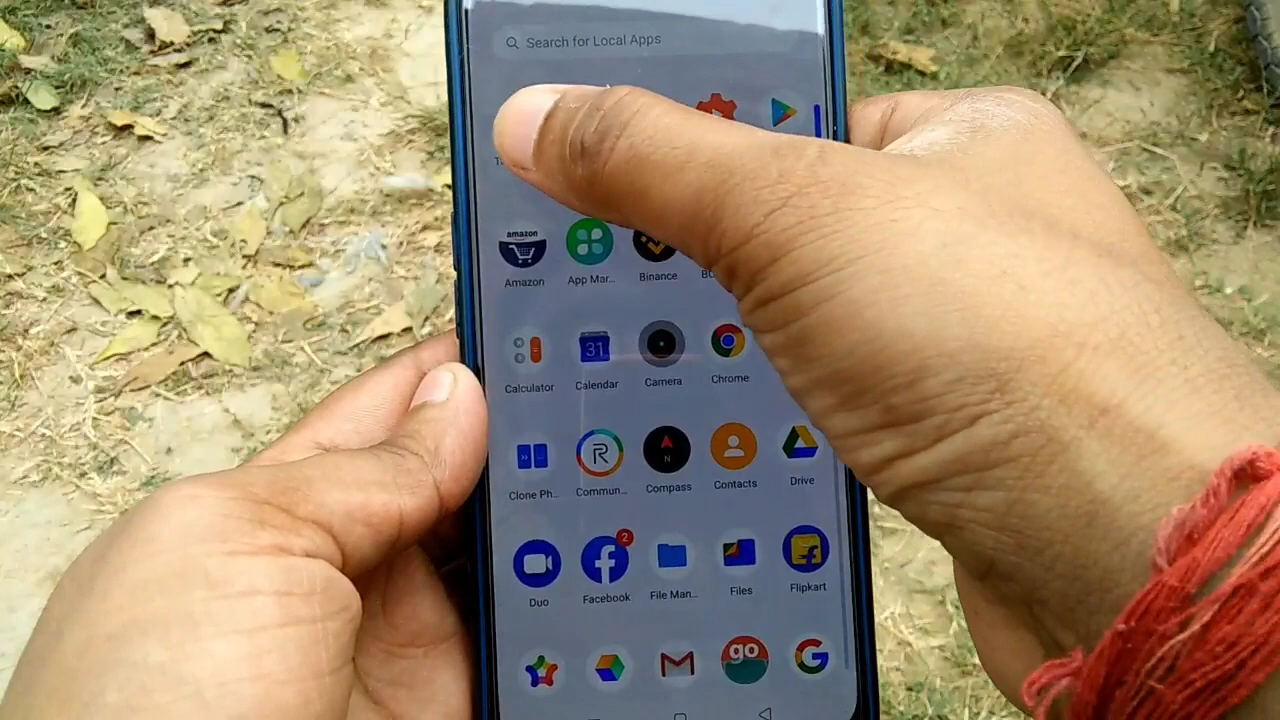 Search for Local Apps
amazon
Amazon
App Mar...
Binance
Calculator
31
Calendar
Camera
Chrome
Clone Ph...
R
Commun...
N
Compass
Contacts
Drive
Duo
2
Facebook
File Man...
Files
Flipkart
go
G